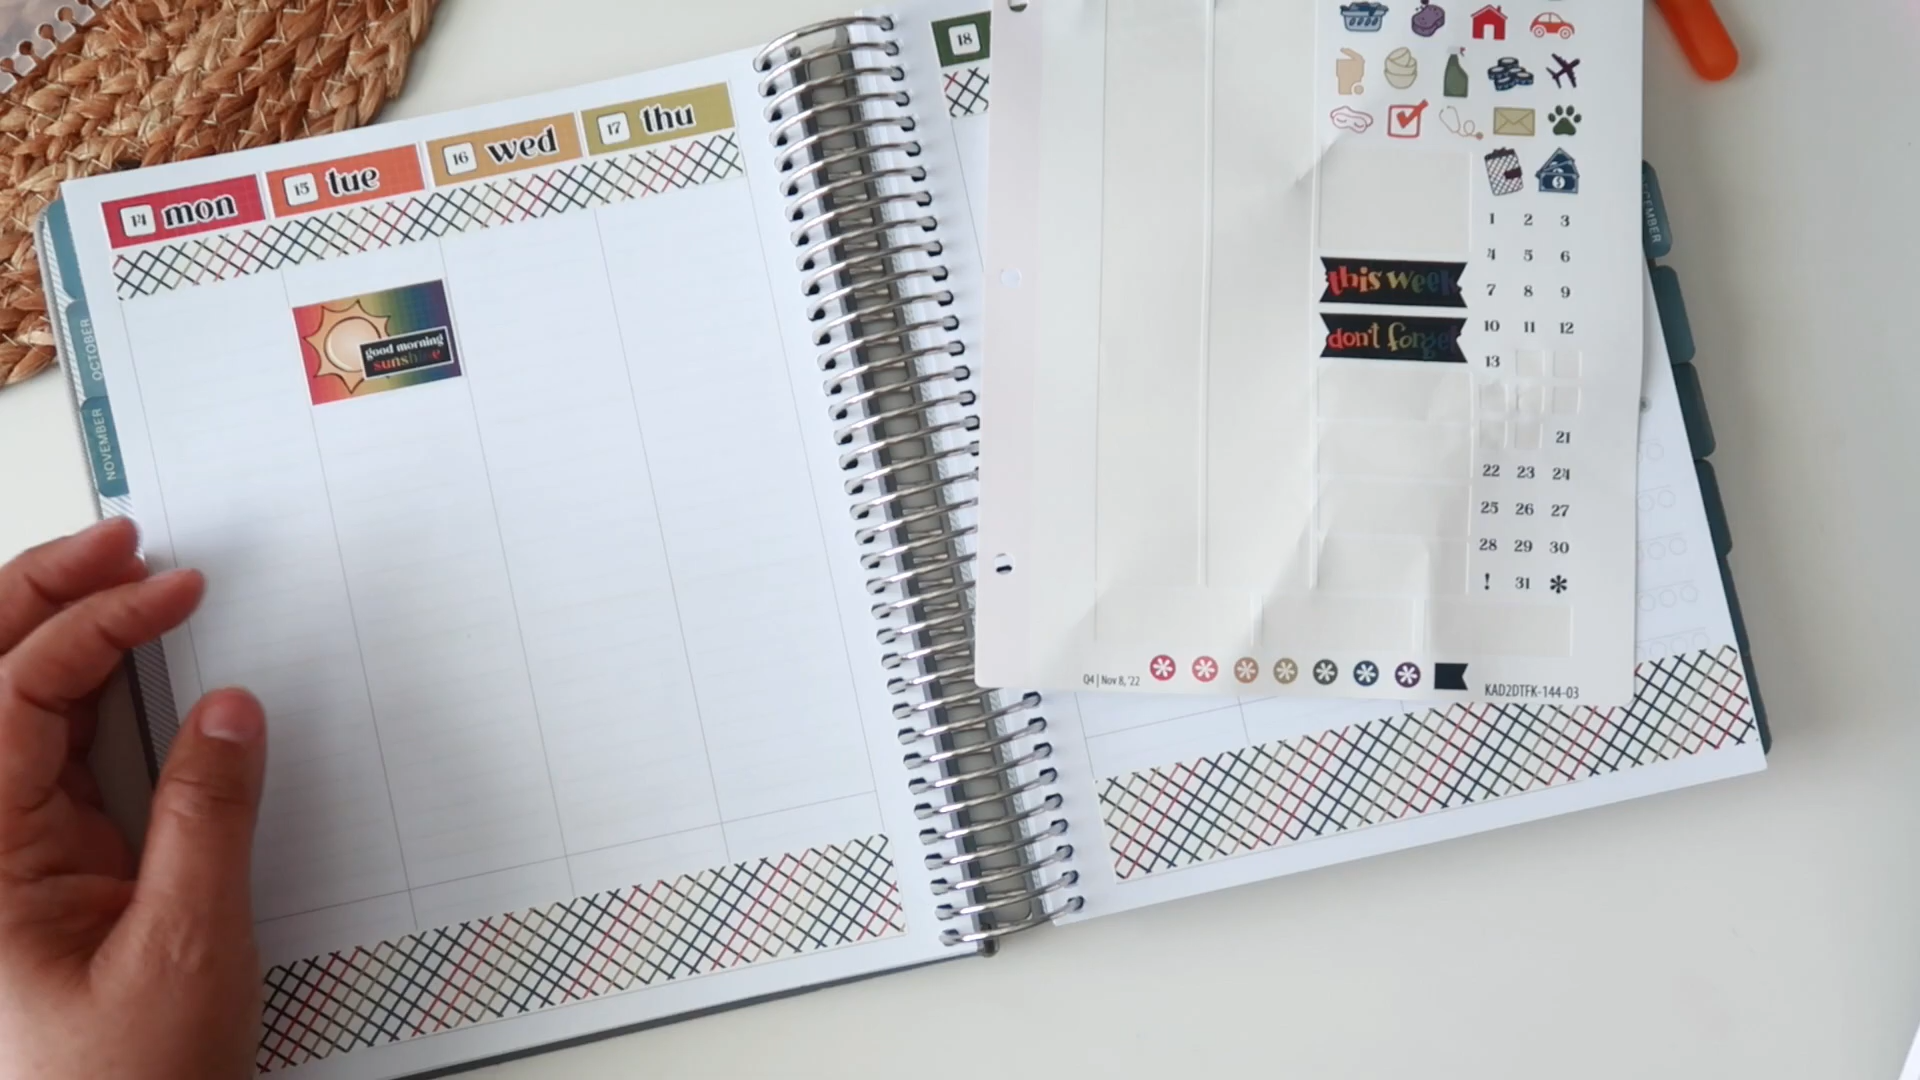 14 mon
15 tue
16 wed
17 thu
18
good morning
sunshine
OCTOBER
NOVEMBER
this week
don't forget
1 2 3
4 5 6
7 8 9
10 11 12
13
21
22 23 24
25 26 27
28 29 30
! 31 *
Q4 | Nov 8, '22
KAD2DTFK-144-03